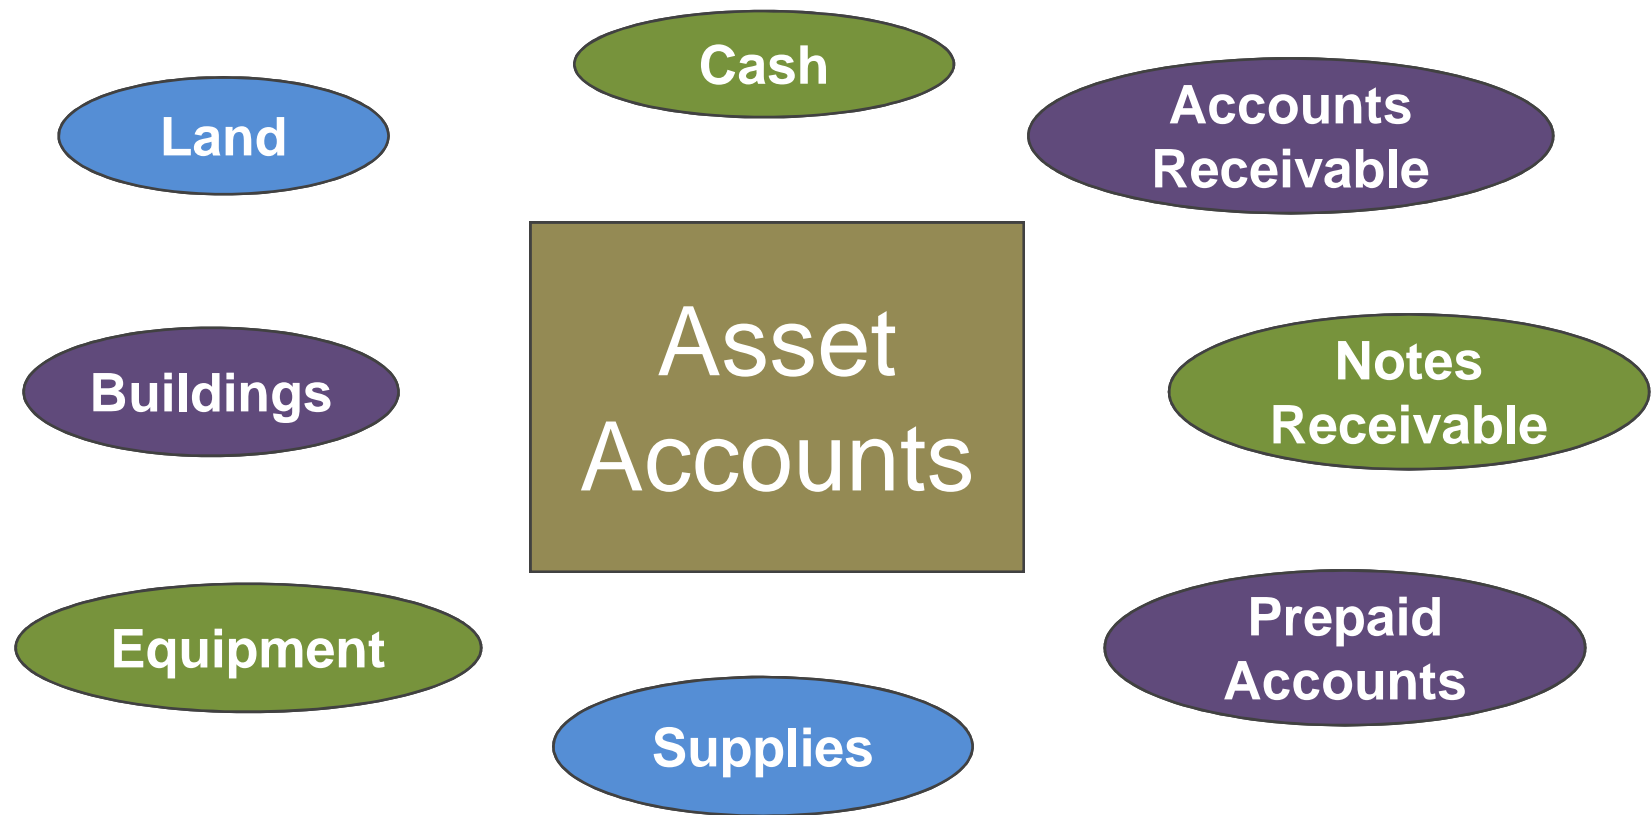 Cash
Land
Accounts
Receivable
Asset
Accounts
Buildings
Notes
Receivable
Equipment
Prepaid
Accounts
Supplies